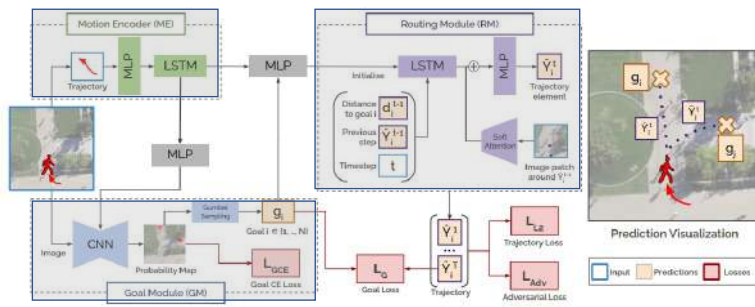 Motion Encoder (ME)
Trajectory
MLP
LSTM
MLP
MLP
Routing Module (RM)
Initialise
LSTM
MLP
Ŷᵢᵗ
Trajectory
element
Distance
to goal i
dᵢᵗ⁻¹
Previous
step
Ŷᵢᵗ⁻¹
Timestep
t
Soft
Attention
Image patch
around Ŷᵢᵗ⁻¹
Image
CNN
Probability Map
Gumbel
Sampling
gᵢ
Goal i ∈ [1, ..., N]
L_GCE
Goal CE Loss
Goal Module (GM)
L_G
Goal Loss
Ŷᵢ¹
...
Ŷᵢᵀ
Trajectory
L_L2
Trajectory Loss
L_Adv
Adversarial Loss
gᵢ
Ŷᵢᵗ
Ŷᵢᵗ
gⱼ
Prediction Visualization
Input
Predictions
Losses